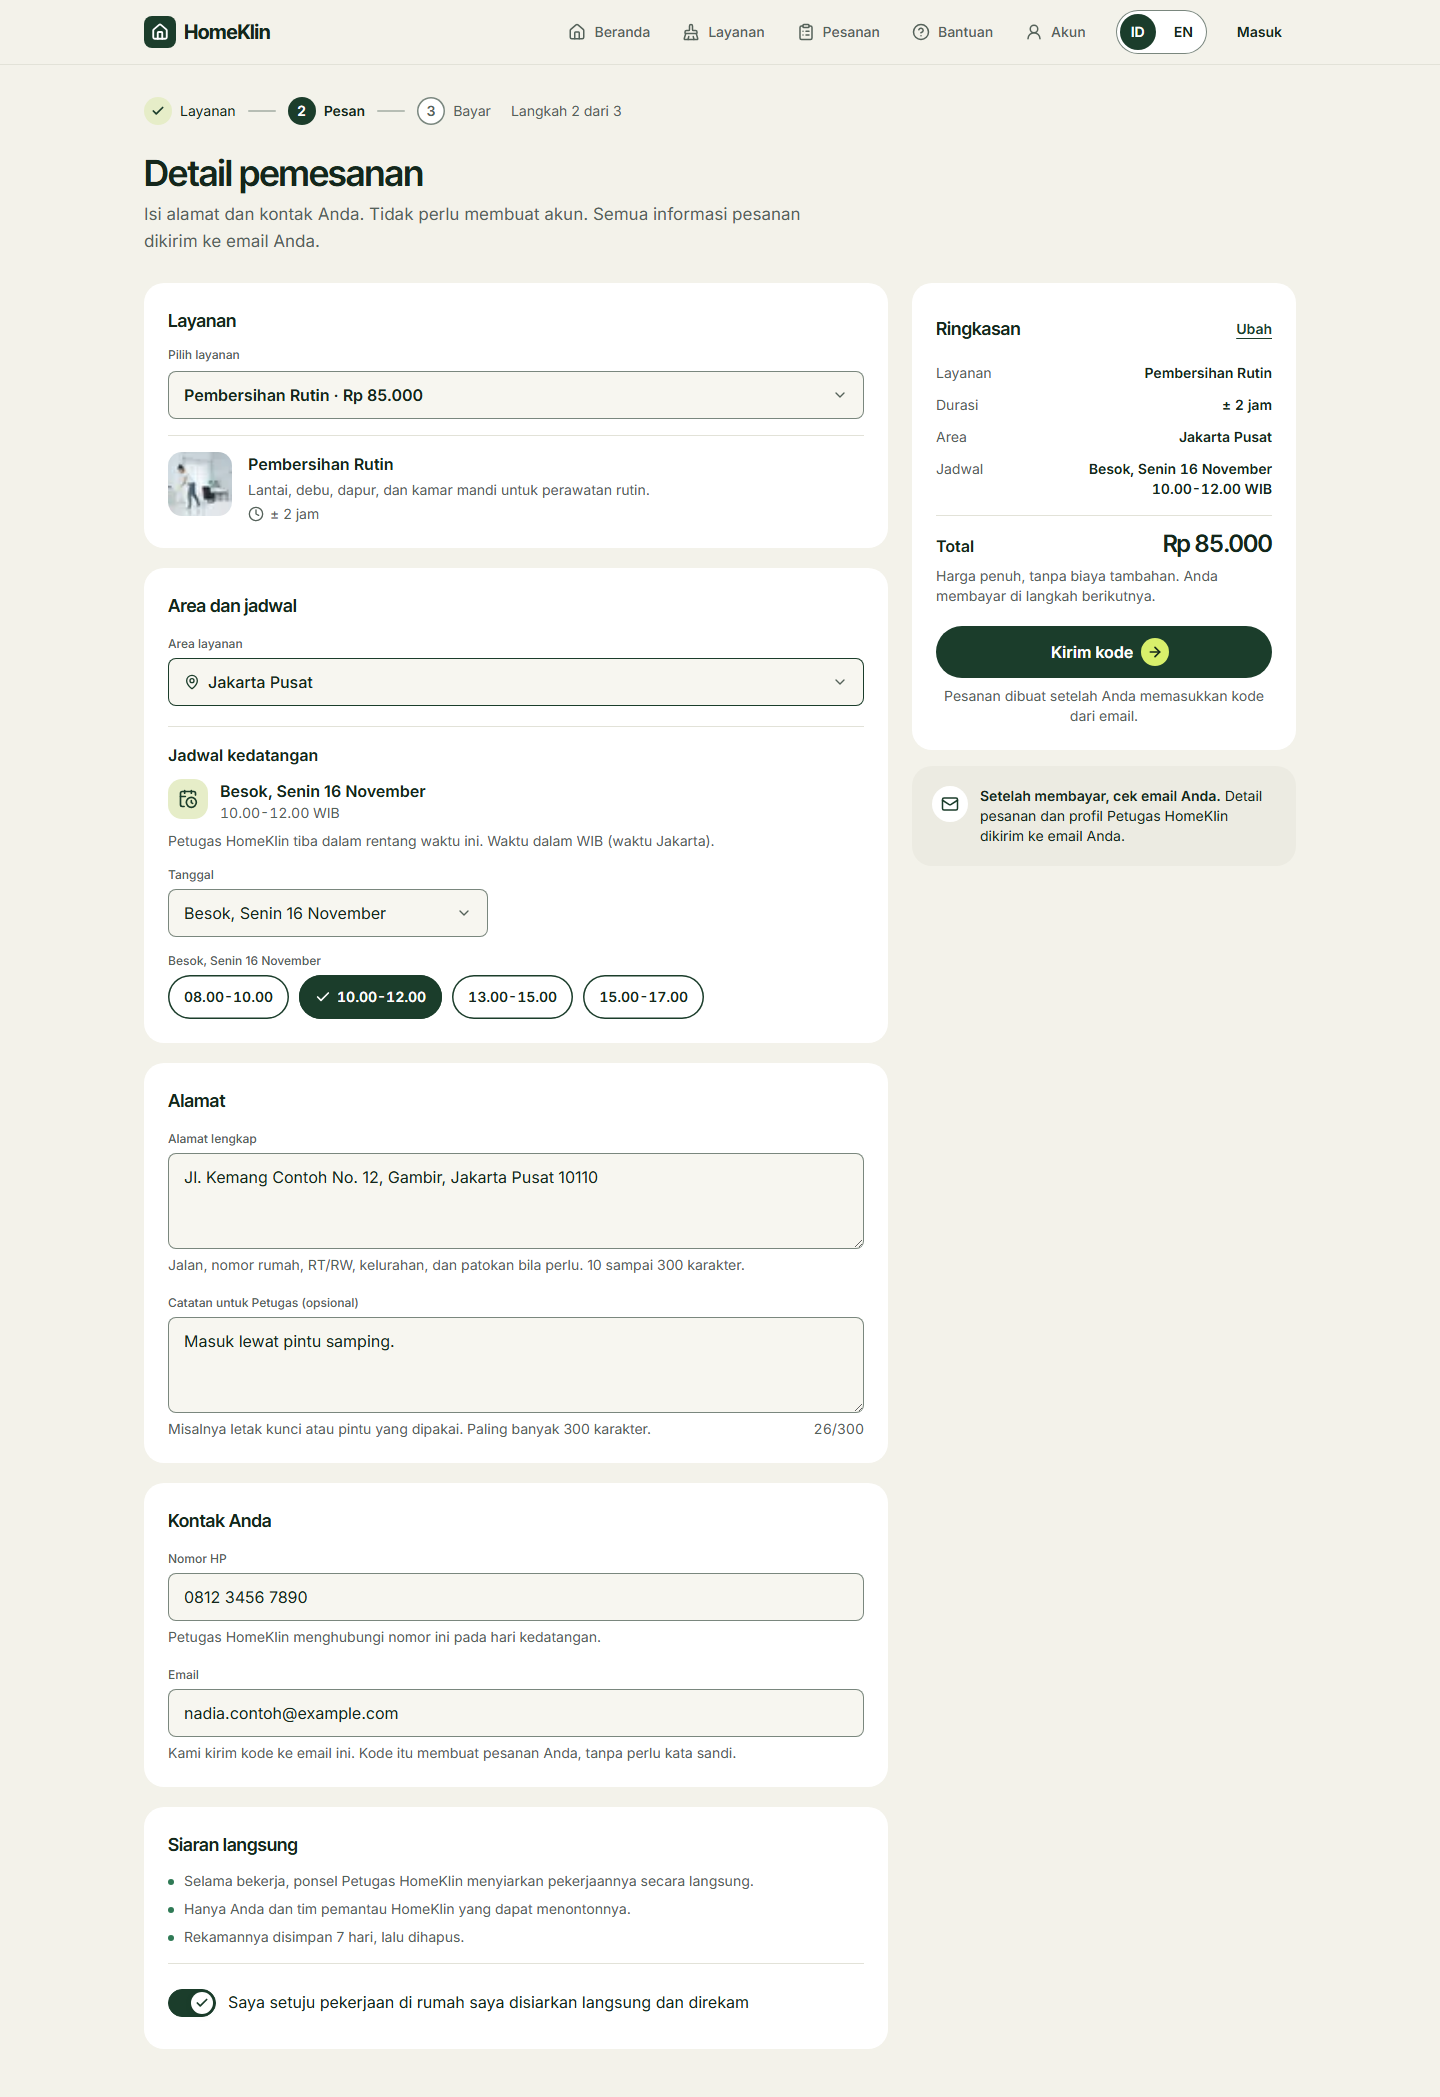 HomeKlin
Beranda
Layanan
Pesanan
Bantuan
Akun
ID
EN
Masuk
Layanan
2
Pesan
3
Bayar
Langkah 2 dari 3
Detail pemesanan
Isi alamat dan kontak Anda. Tidak perlu membuat akun. Semua informasi pesanan
dikirim ke email Anda.
Layanan
Pilih layanan
Pembersihan Rutin · Rp 85.000
Pembersihan Rutin
Lantai, debu, dapur, dan kamar mandi untuk perawatan rutin.
± 2 jam
Area dan jadwal
Area layanan
Jakarta Pusat
Jadwal kedatangan
Besok, Senin 16 November
10.00-12.00 WIB
Petugas HomeKlin tiba dalam rentang waktu ini. Waktu dalam WIB (waktu Jakarta).
Tanggal
Besok, Senin 16 November
Besok, Senin 16 November
08.00-10.00
10.00-12.00
13.00-15.00
15.00-17.00
Alamat
Alamat lengkap
Jl. Kemang Contoh No. 12, Gambir, Jakarta Pusat 10110
Jalan, nomor rumah, RT/RW, kelurahan, dan patokan bila perlu. 10 sampai 300 karakter.
Catatan untuk Petugas (opsional)
Masuk lewat pintu samping.
Misalnya letak kunci atau pintu yang dipakai. Paling banyak 300 karakter.
26/300
Kontak Anda
Nomor HP
0812 3456 7890
Petugas HomeKlin menghubungi nomor ini pada hari kedatangan.
Email
nadia.contoh@example.com
Kami kirim kode ke email ini. Kode itu membuat pesanan Anda, tanpa perlu kata sandi.
Siaran langsung
Selama bekerja, ponsel Petugas HomeKlin menyiarkan pekerjaannya secara langsung.
Hanya Anda dan tim pemantau HomeKlin yang dapat menontonnya.
Rekamannya disimpan 7 hari, lalu dihapus.
Saya setuju pekerjaan di rumah saya disiarkan langsung dan direkam
Ringkasan
Ubah
Layanan
Pembersihan Rutin
Durasi
± 2 jam
Area
Jakarta Pusat
Jadwal
Besok, Senin 16 November
10.00-12.00 WIB
Total
Rp 85.000
Harga penuh, tanpa biaya tambahan. Anda
membayar di langkah berikutnya.
Kirim kode
Pesanan dibuat setelah Anda memasukkan kode
dari email.
Setelah membayar, cek email Anda. Detail
pesanan dan profil Petugas HomeKlin
dikirim ke email Anda.